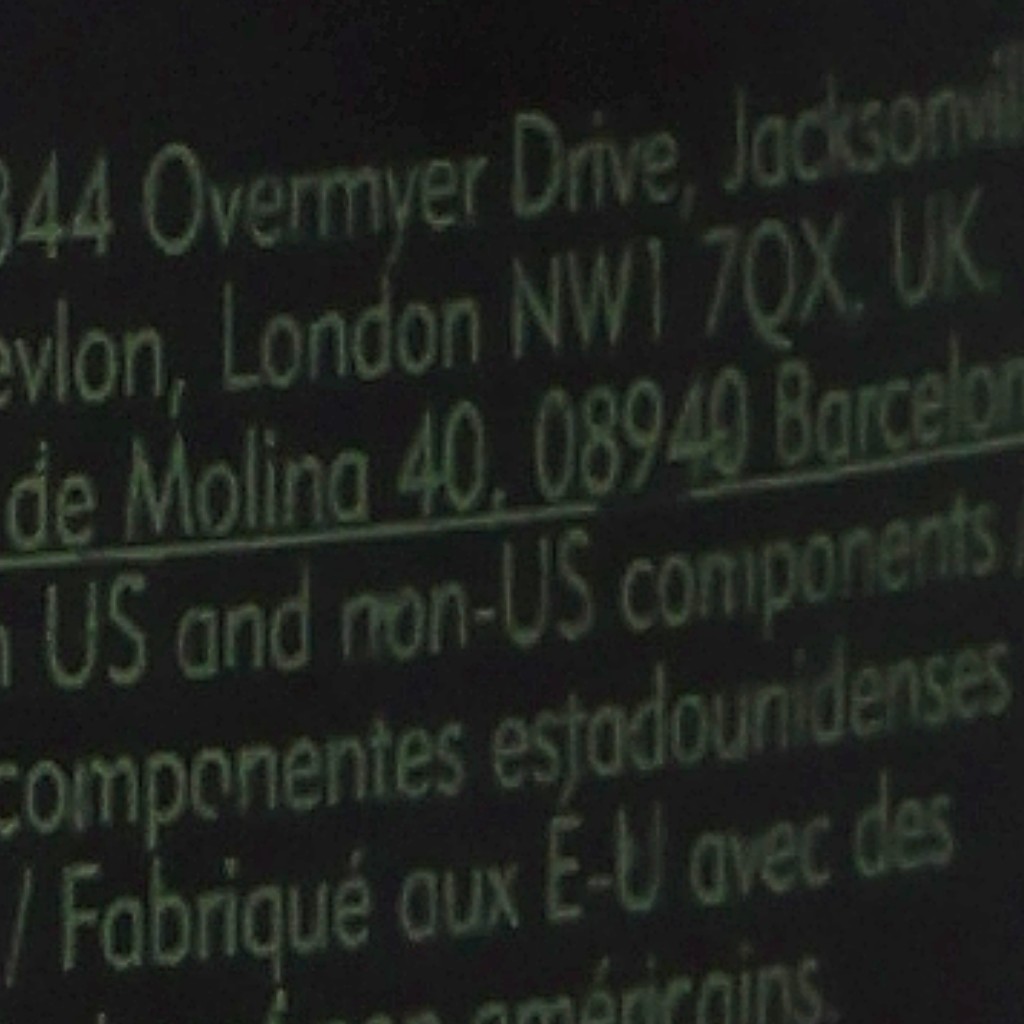 344 Overmyer Drive, Jacksonvill
evlon, London NW1 7QX. UK.
de Molina 40. 08940 Barcelon
US and non-US components /
componentes estadounidenses
/ Fabriqué aux É-U avec des
américains.